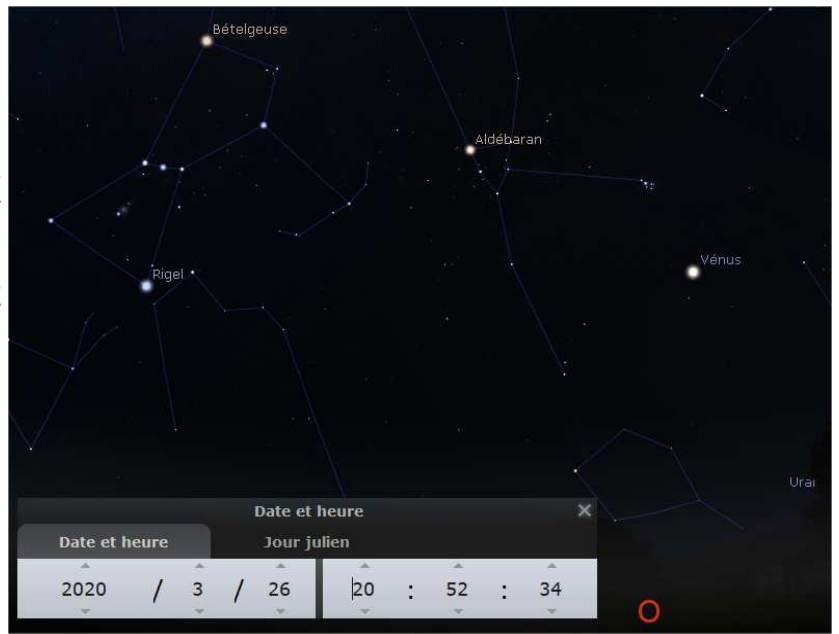 Bételgeuse
Aldébaran
Vénus
Rigel
Urai
Date et heure ×
Date et heure Jour julien
2020 / 3 / 26 20 : 52 : 34
O